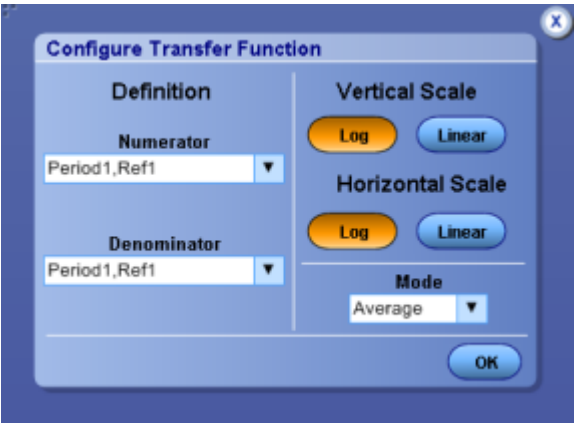 X
Configure Transfer Function
Definition
Numerator
Period1,Ref1
Denominator
Period1,Ref1
Vertical Scale
Log Linear
Horizontal Scale
Log Linear
Mode
Average
OK